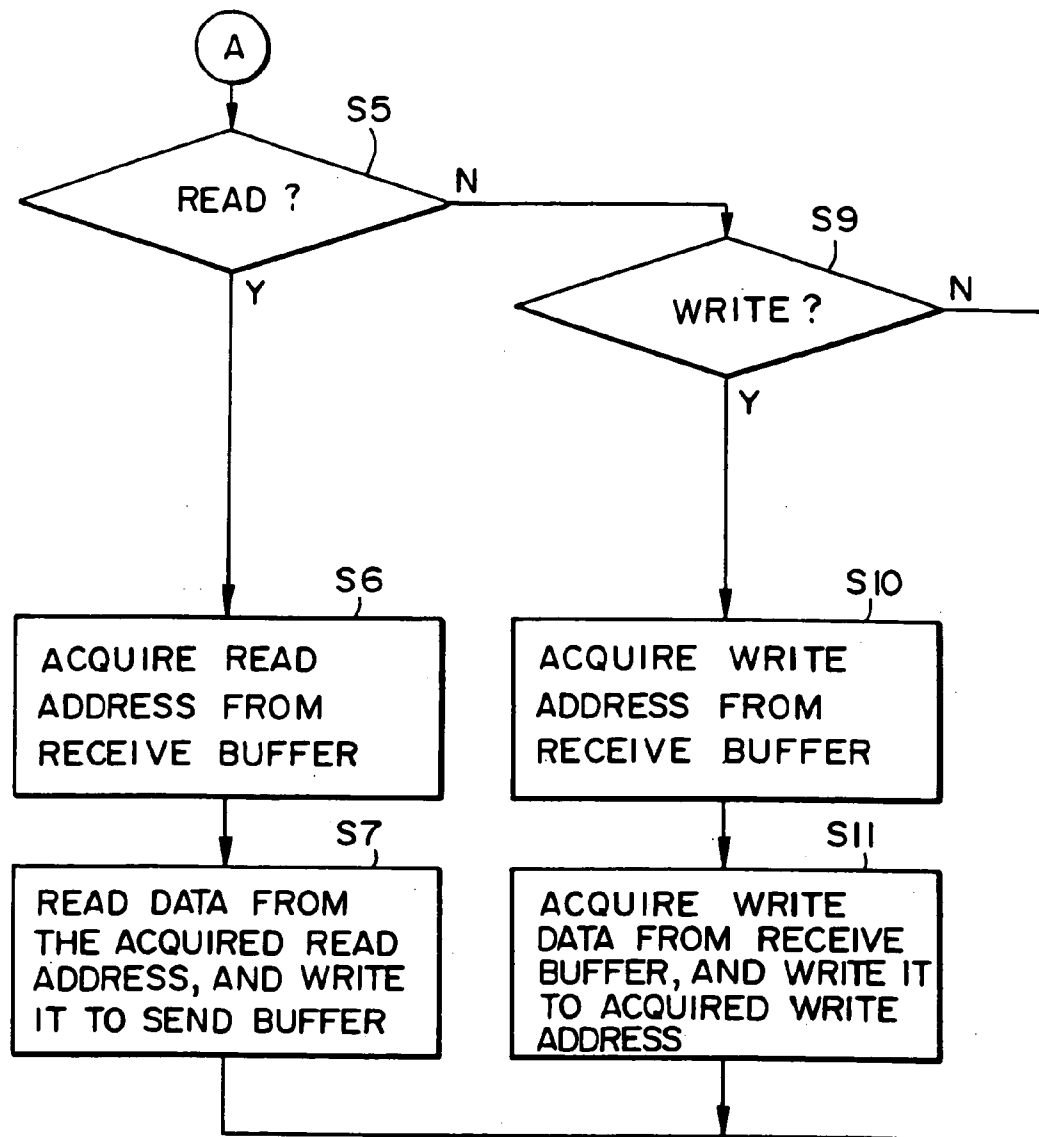 A
S5
READ ?
N
Y
S9
WRITE ?
N
Y
S6
ACQUIRE READ
ADDRESS FROM
RECEIVE BUFFER
S10
ACQUIRE WRITE
ADDRESS FROM
RECEIVE BUFFER
S7
READ DATA FROM
THE ACQUIRED READ
ADDRESS, AND WRITE
IT TO SEND BUFFER
S11
ACQUIRE WRITE
DATA FROM RECEIVE
BUFFER, AND WRITE IT
TO ACQUIRED WRITE
ADDRESS